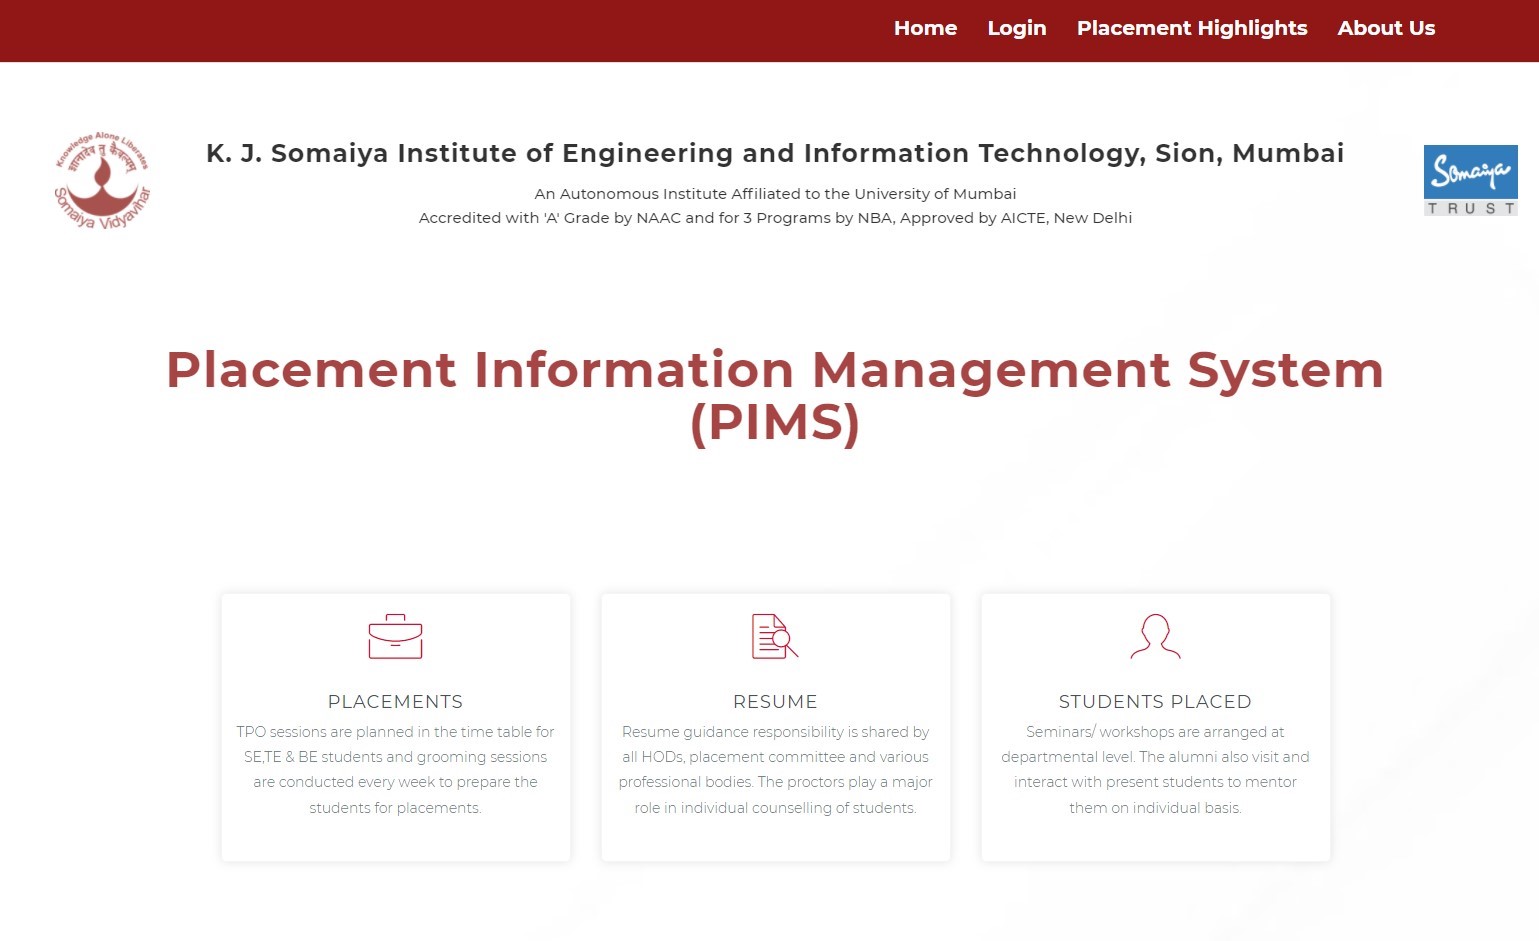 Home Login Placement Highlights About Us
Knowledge Alone Liberates
ज्ञानादेव तु कैवल्यम्
Somaiya Vidyavihar
K. J. Somaiya Institute of Engineering and Information Technology, Sion, Mumbai
An Autonomous Institute Affiliated to the University of Mumbai
Accredited with 'A' Grade by NAAC and for 3 Programs by NBA, Approved by AICTE, New Delhi
Somaiya
TRUST
Placement Information Management System
(PIMS)
PLACEMENTS
TPO sessions are planned in the time table for
SE,TE & BE students and grooming sessions
are conducted every week to prepare the
students for placements.
RESUME
Resume guidance responsibility is shared by
all HODs, placement committee and various
professional bodies. The proctors play a major
role in individual counselling of students.
STUDENTS PLACED
Seminars/ workshops are arranged at
departmental level. The alumni also visit and
interact with present students to mentor
them on individual basis.